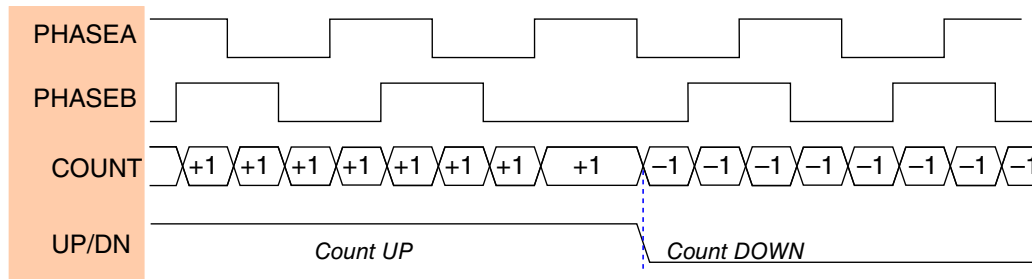 PHASEA
PHASEB
COUNT +1 +1 +1 +1 +1 +1 +1 +1 −1 −1 −1 −1 −1 −1 −1 −1
UP/DN Count UP Count DOWN